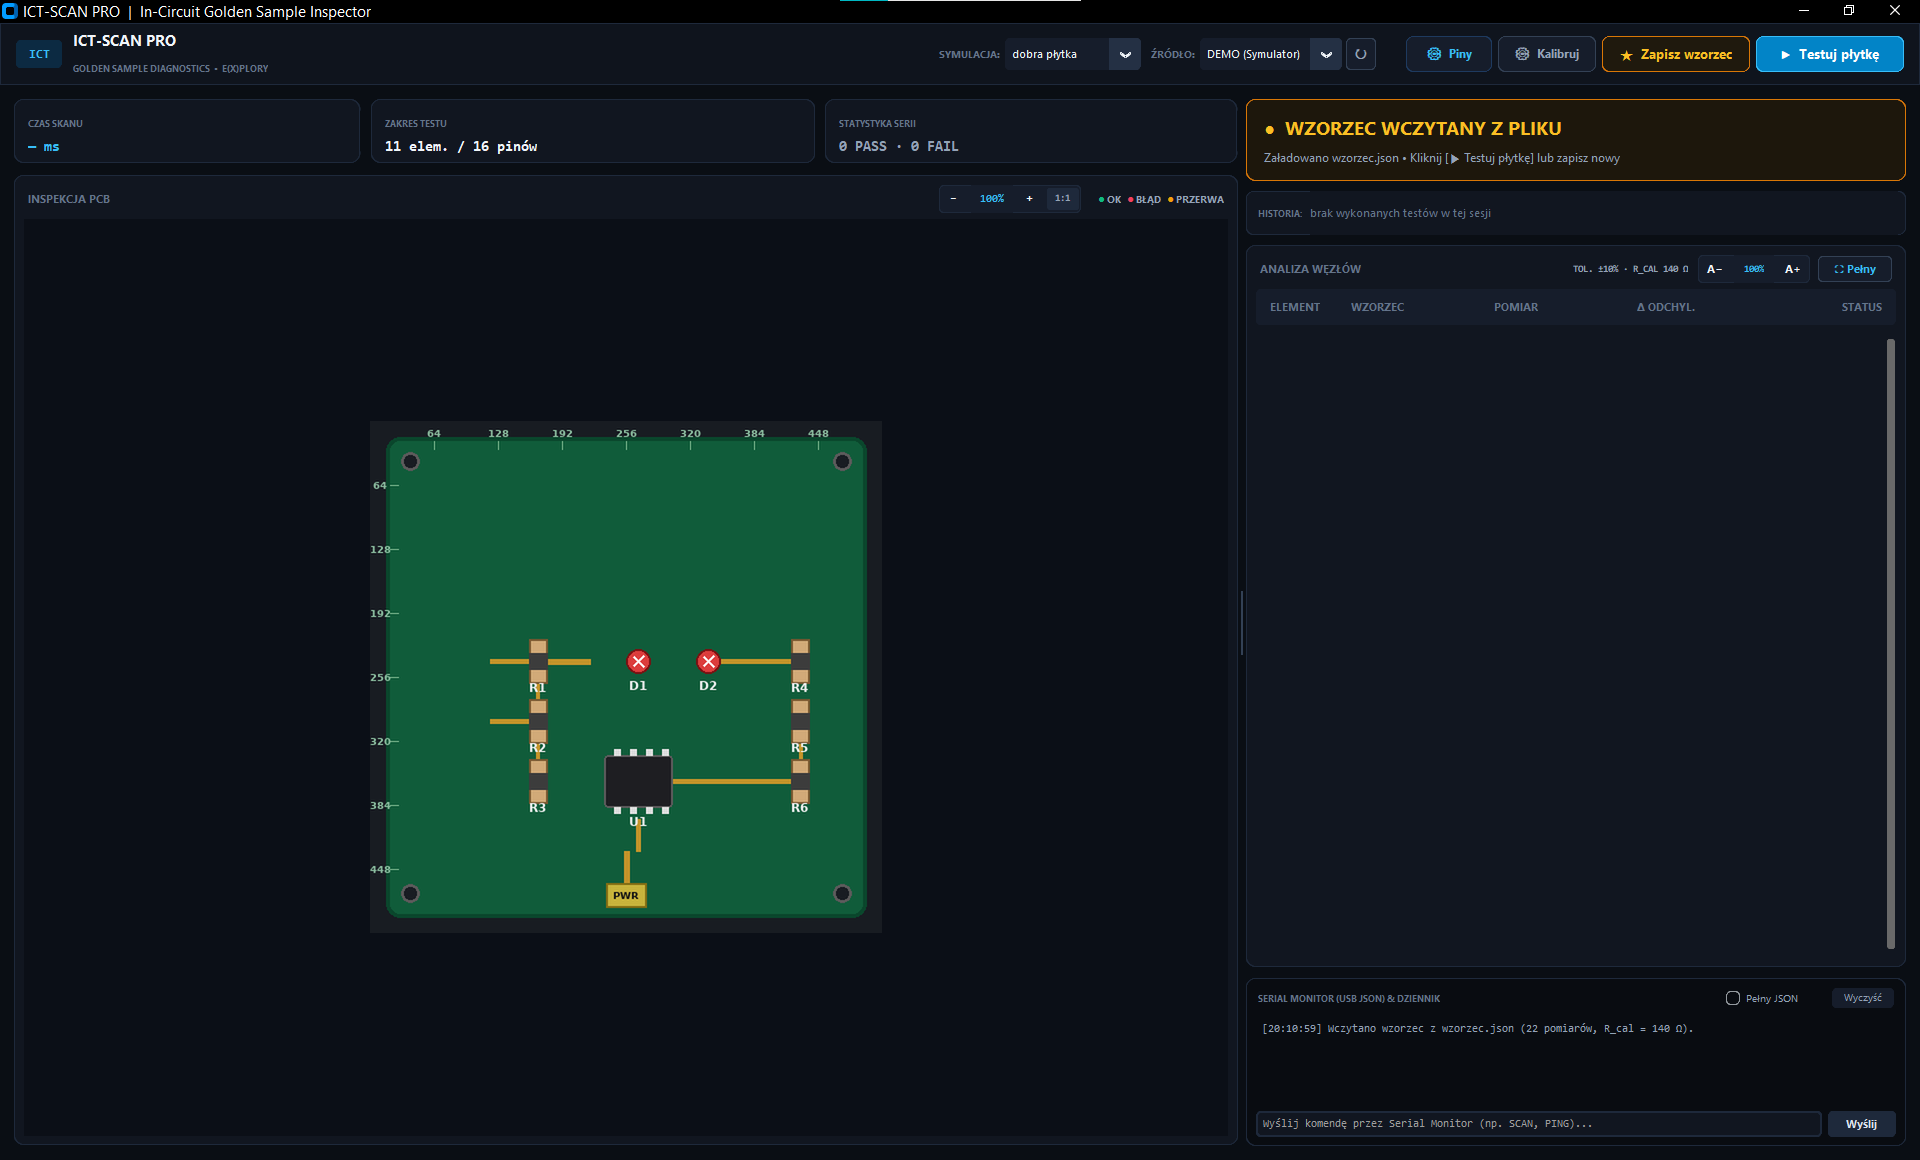 ICT-SCAN PRO | In-Circuit Golden Sample Inspector
ICT
ICT-SCAN PRO
GOLDEN SAMPLE DIAGNOSTICS • E(X)PLORY
SYMULACJA: dobra płytka
ŹRÓDŁO: DEMO (Symulator)
Piny
Kalibruj
★ Zapisz wzorzec
▶ Testuj płytkę
CZAS SKANU
— ms
ZAKRES TESTU
11 elem. / 16 pinów
STATYSTYKA SERII
0 PASS · 0 FAIL
● WZORZEC WCZYTANY Z PLIKU
Załadowano wzorzec.json • Kliknij [▶ Testuj płytkę] lub zapisz nowy
INSPEKCJA PCB
− 100% + 1:1
● OK ● BŁĄD ● PRZERWA
HISTORIA: brak wykonanych testów w tej sesji
ANALIZA WĘZŁÓW
TOL. ±10% · R_CAL 140 Ω
A− 100% A+
Pełny
ELEMENT WZORZEC POMIAR Δ ODCHYL. STATUS
64 128 192 256 320 384 448
64
128
192
256
320
384
448
D1 D2
R1 R4
R2 R5
R3 R6
U1
PWR
SERIAL MONITOR (USB JSON) & DZIENNIK
Pełny JSON
Wyczyść
[20:10:59] Wczytano wzorzec z wzorzec.json (22 pomiarów, R_cal = 140 Ω).
Wyślij komendę przez Serial Monitor (np. SCAN, PING)...
Wyślij